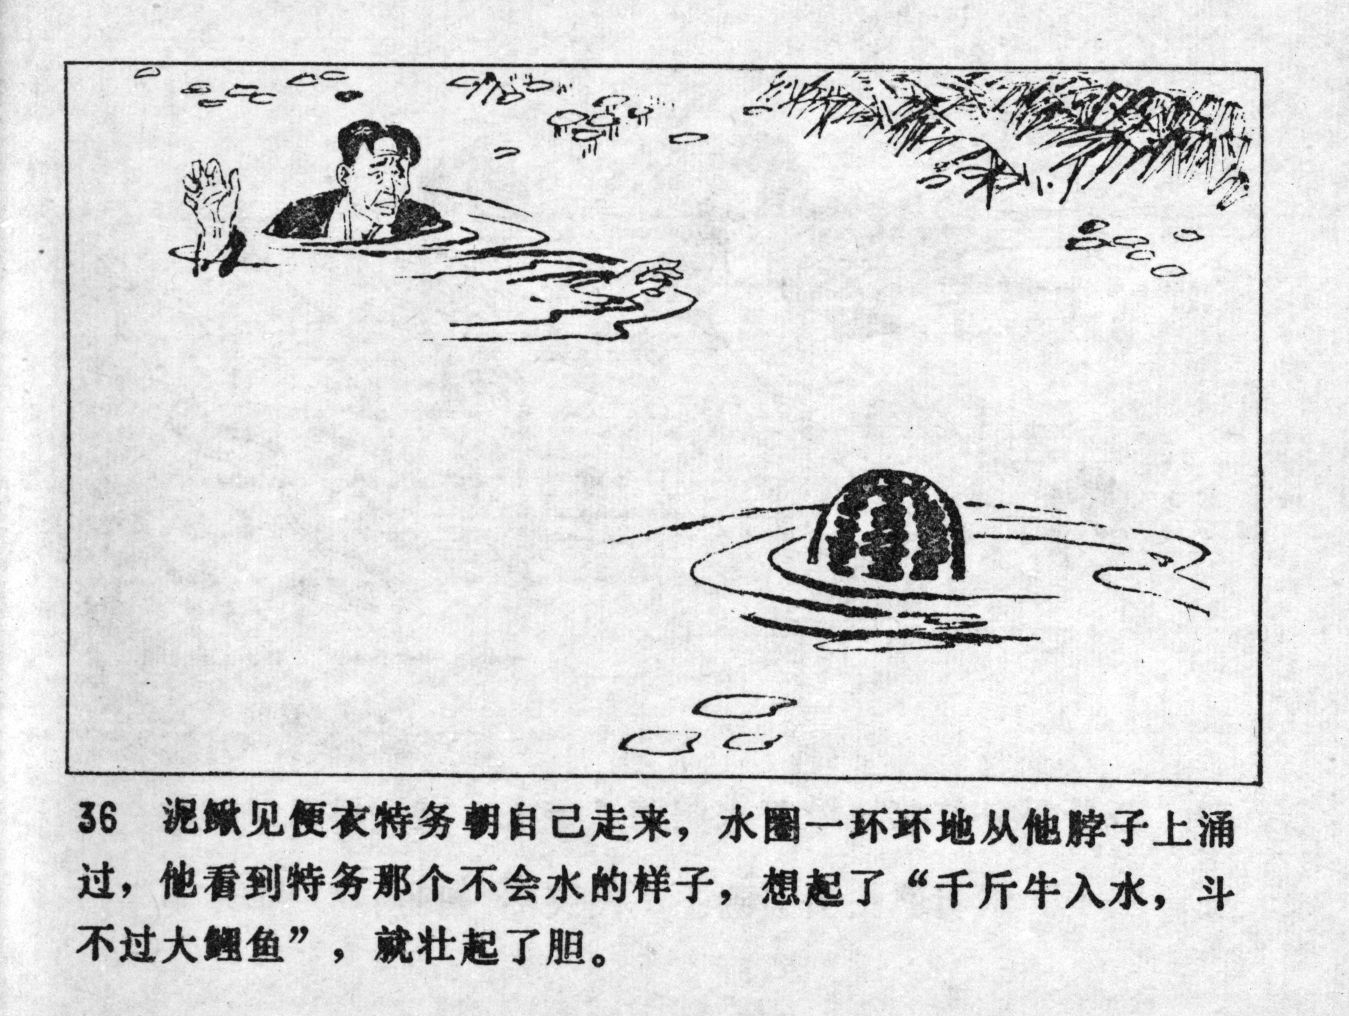 36 泥鳅见便衣特务朝自己走来，水圈一环环地从他脖子上涌
过，他看到特务那个不会水的样子，想起了“千斤牛入水，斗
不过大鲤鱼”，就壮起了胆。